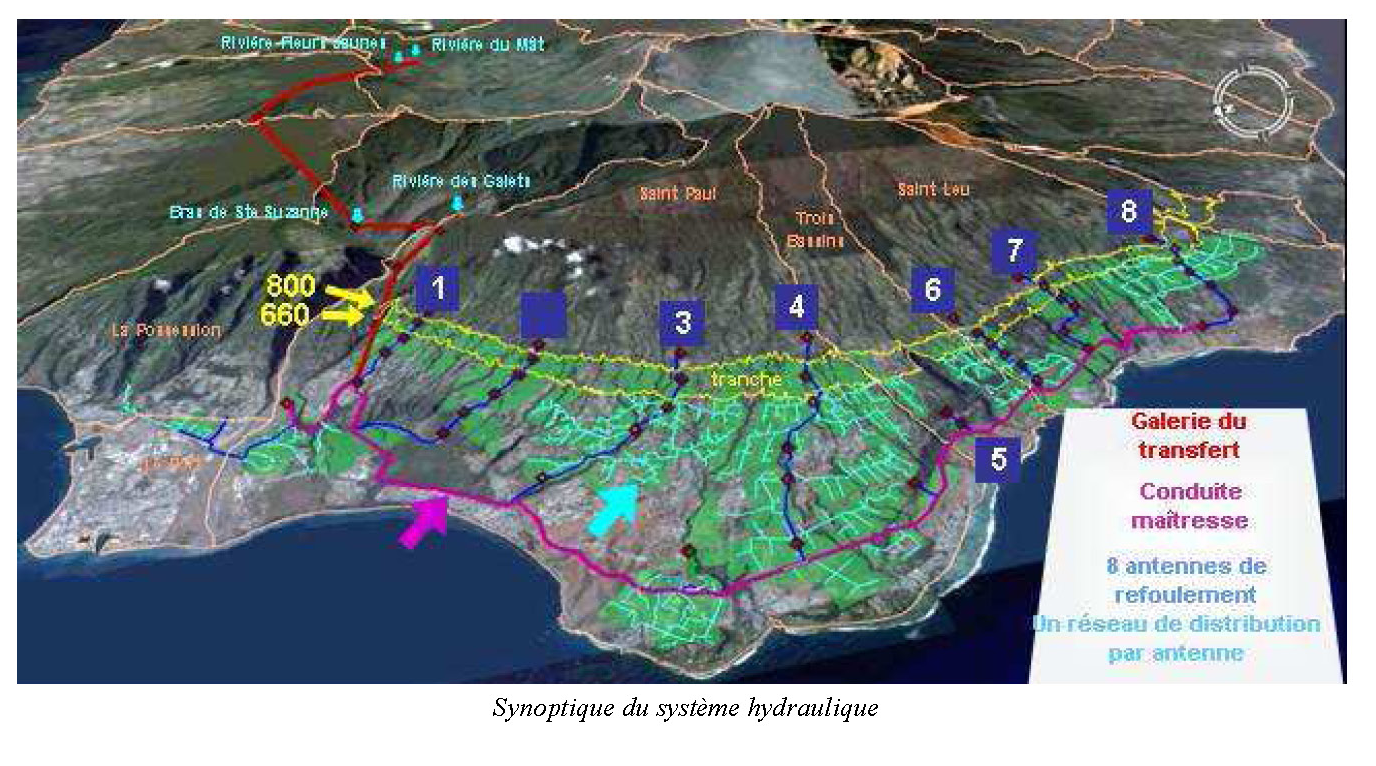 Rivière Fleurs Jaunes
Rivière du Mât
Rivière des Galets
Bras de Ste Suzanne
Saint Paul
Saint Leu
Trois
Bassins
8
7
800
1
6
660
3
4
La Possession
tranche
5
Galerie du
transfert
Conduite
maîtresse
8 antennes de
refoulement
Un réseau de distribution
par antenne
Synoptique du système hydraulique